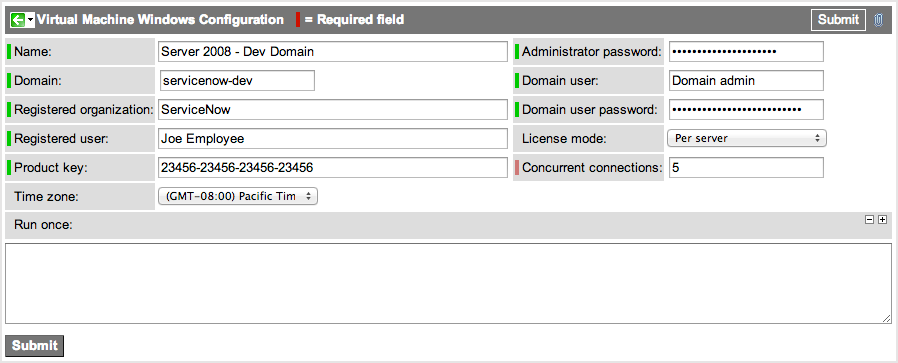 Virtual Machine Windows Configuration = Required field Submit
Name: Server 2008 - Dev Domain Administrator password: •••••••••••••••••••••
Domain: servicenow-dev Domain user: Domain admin
Registered organization: ServiceNow Domain user password: ••••••••••••••••••••••••••
Registered user: Joe Employee License mode: Per server
Product key: 23456-23456-23456-23456 Concurrent connections: 5
Time zone: (GMT-08:00) Pacific Tim
Run once:
Submit